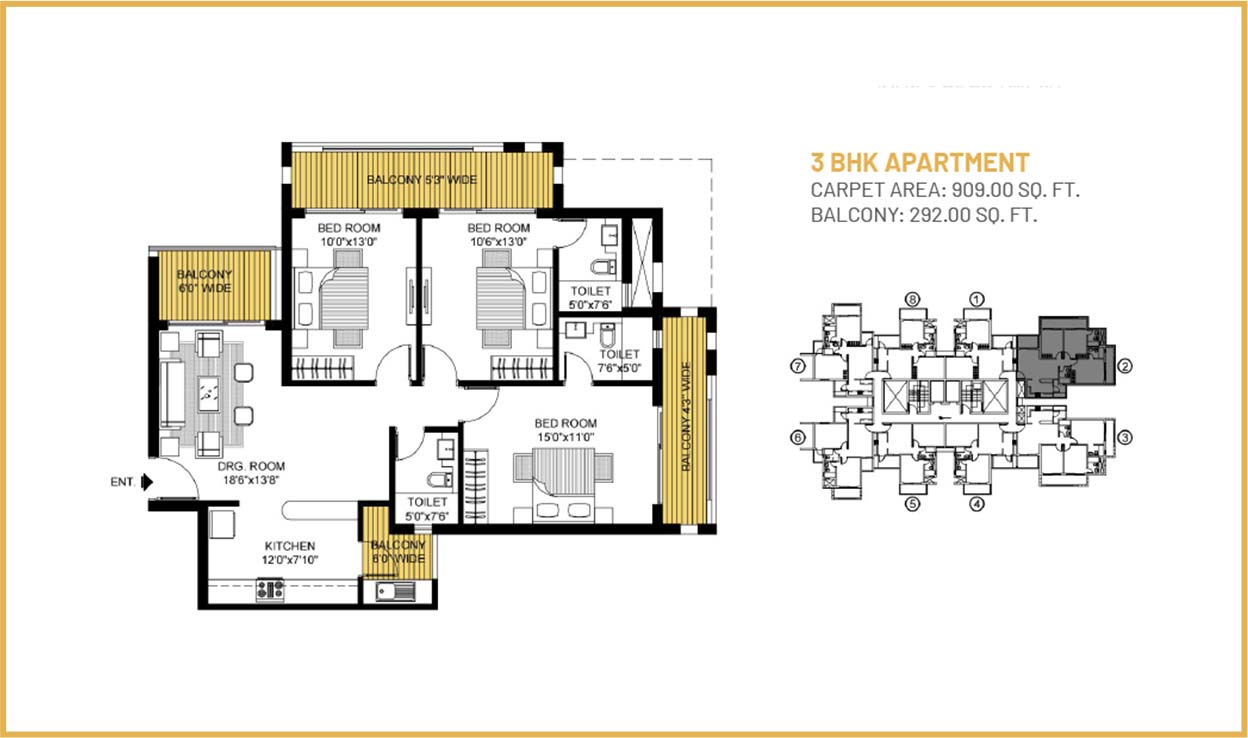 3 BHK APARTMENT
CARPET AREA: 909.00 SQ. FT.
BALCONY: 292.00 SQ. FT.
BALCONY 5'3" WIDE
BED ROOM
10'0"x13'0"
BED ROOM
10'6"x13'0"
TOILET
5'0"x7'6"
BALCONY
6'0" WIDE
TOILET
7'6"x5'0"
BALCONY 4'3" WIDE
BED ROOM
15'0"x11'0"
DRG. ROOM
18'6"x13'8"
ENT.
TOILET
5'0"x7'6"
KITCHEN
12'0"x7'10"
BALCONY
6'0" WIDE
8
1
7
2
6
3
5
4